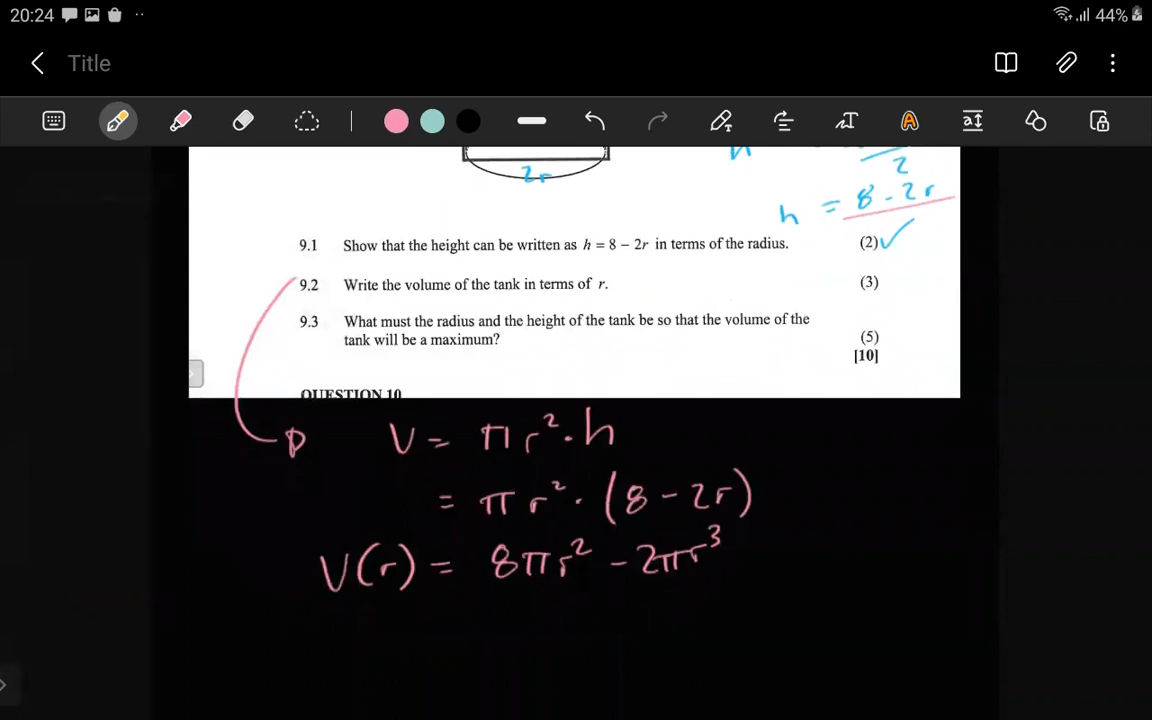 20:24 44%
Title
2r
h
2
h = 8 - 2r
9.1 Show that the height can be written as h = 8 – 2r in terms of the radius. (2) ✓
9.2 Write the volume of the tank in terms of r. (3)
9.3 What must the radius and the height of the tank be so that the volume of the
tank will be a maximum? (5)
[10]
QUESTION 10
V = πr² · h
= πr² · (8 - 2r)
V(r) = 8πr² - 2πr³